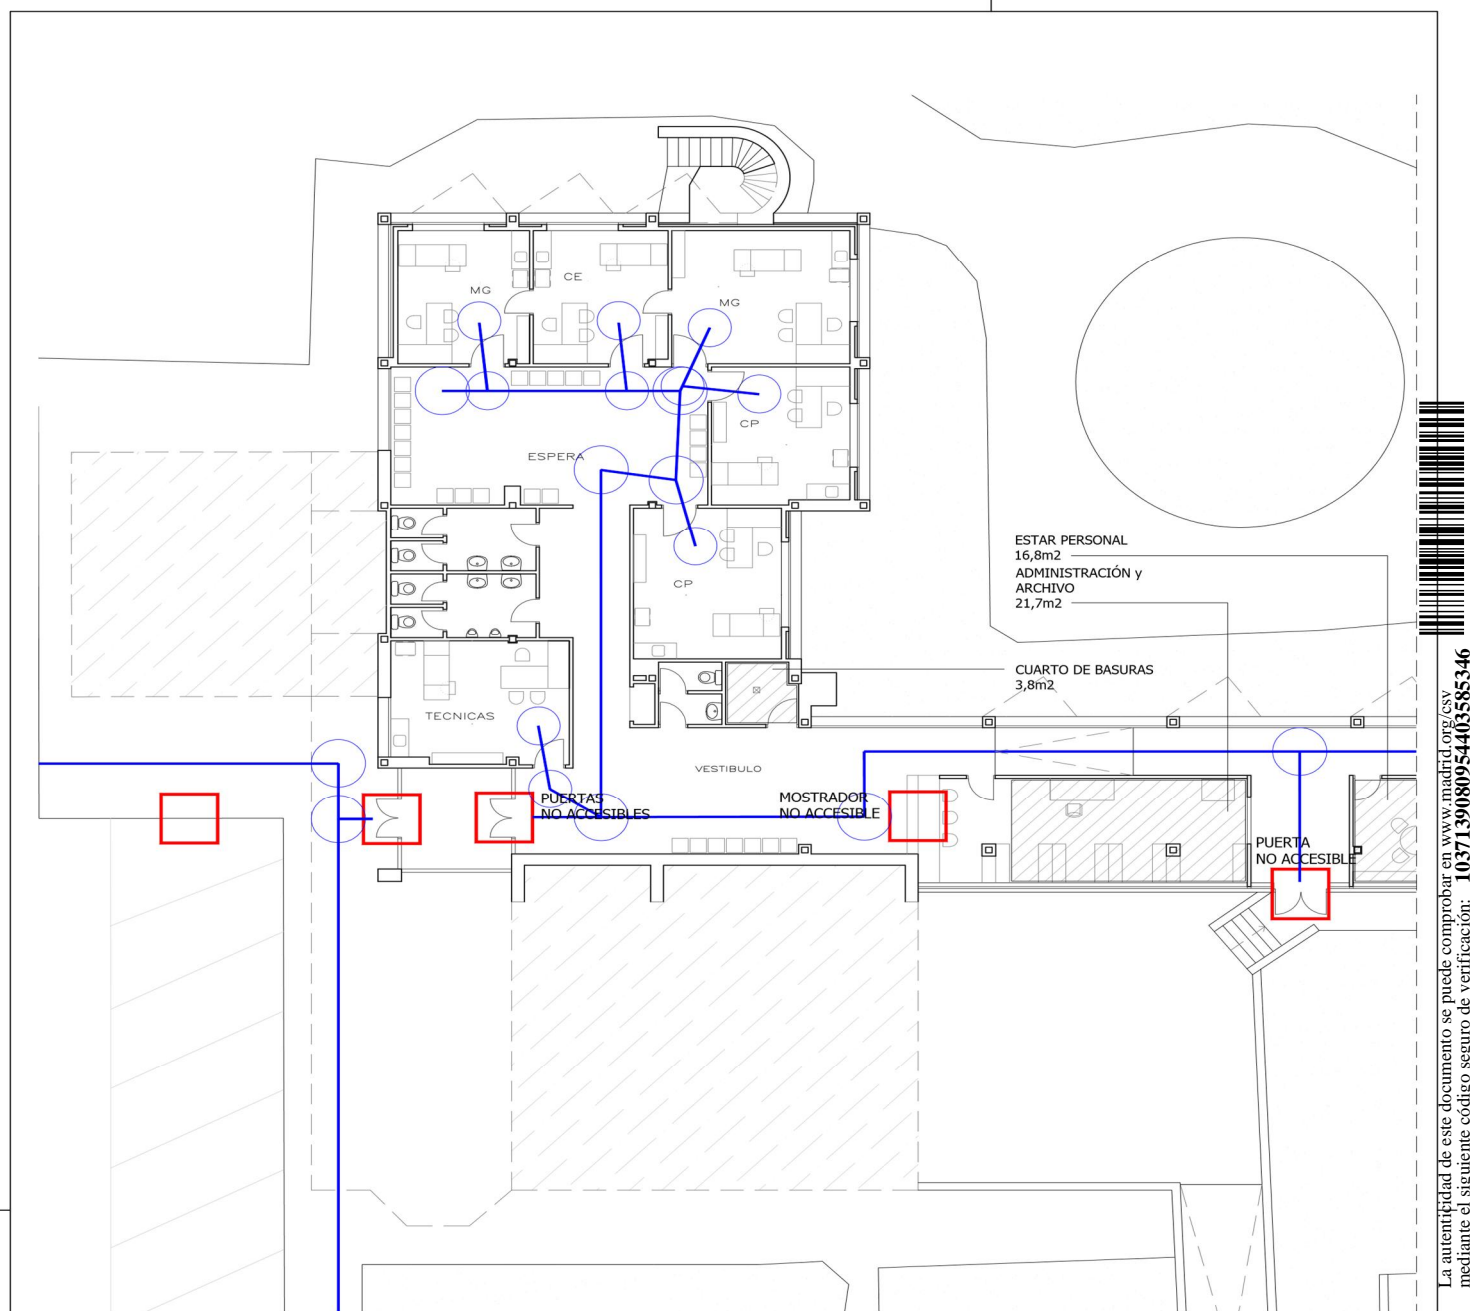 CE
MG
MG
CP
ESPERA
CP
TECNICAS
VESTIBULO
ESTAR PERSONAL
16,8m2
ADMINISTRACIÓN y
ARCHIVO
21,7m2
CUARTO DE BASURAS
3,8m2
PUERTAS
NO ACCESIBLES
MOSTRADOR
NO ACCESIBLE
PUERTA
NO ACCESIBLE
La autenticidad de este documento se puede comprobar en www.madrid.org/csv
mediante el siguiente código seguro de verificación: 1037139080954403585346